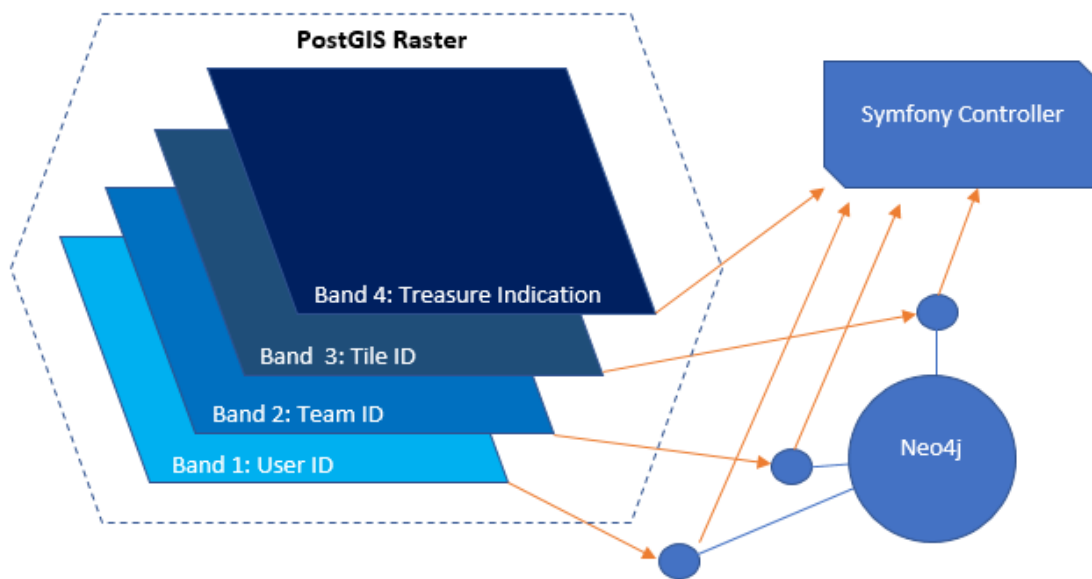 PostGIS Raster
Symfony Controller
Band 4: Treasure Indication
Band  3: Tile ID
Band 2: Team ID
Band 1: User ID
Neo4j